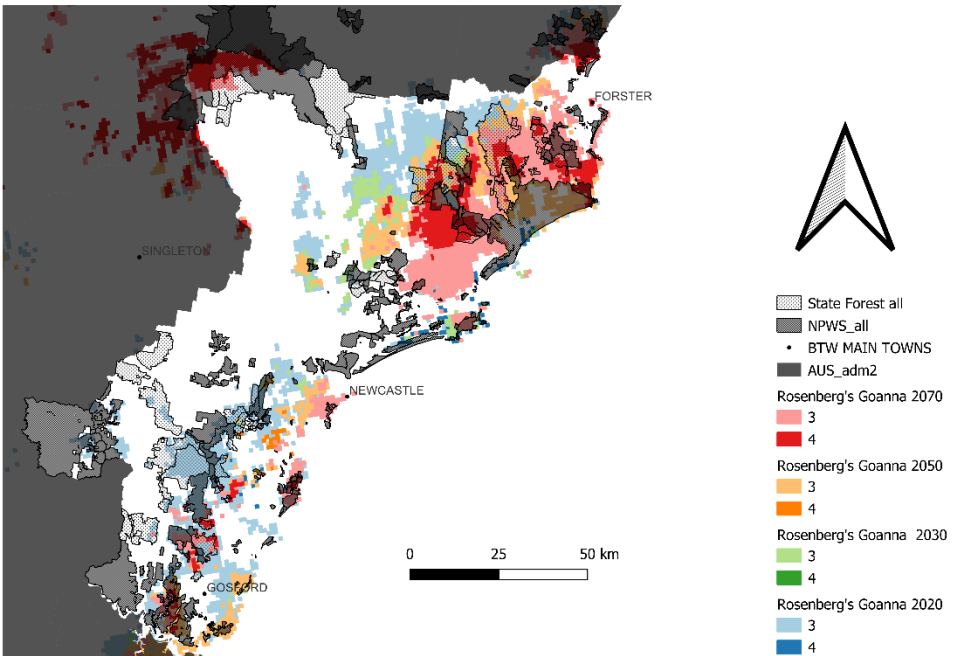 FORSTER
SINGLETON
NEWCASTLE
GOSFORD
0 25 50 km
State Forest all
NPWS_all
BTW MAIN TOWNS
AUS_adm2
Rosenberg's Goanna 2070
3
4
Rosenberg's Goanna 2050
3
4
Rosenberg's Goanna 2030
3
4
Rosenberg's Goanna 2020
3
4